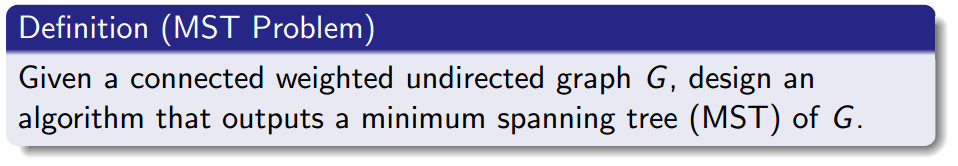 Definition (MST Problem)
Given a connected weighted undirected graph G, design an
algorithm that outputs a minimum spanning tree (MST) of G.